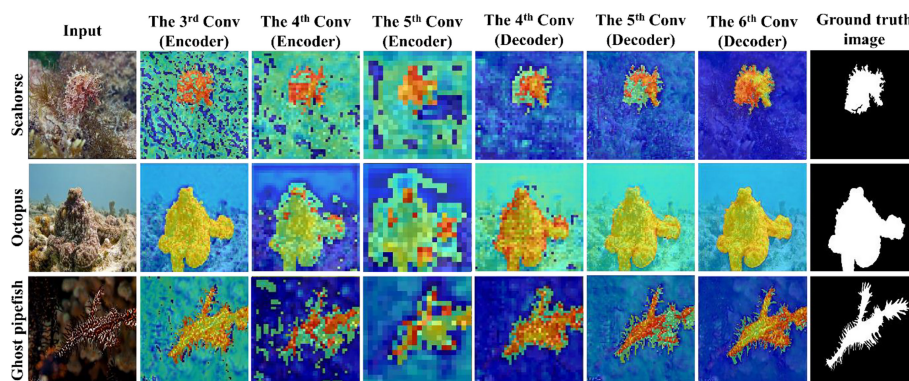 Input
The 3rd Conv
(Encoder)
The 4th Conv
(Encoder)
The 5th Conv
(Encoder)
The 4th Conv
(Decoder)
The 5th Conv
(Decoder)
The 6th Conv
(Decoder)
Ground truth
image
Seahorse
Octopus
Ghost pipefish